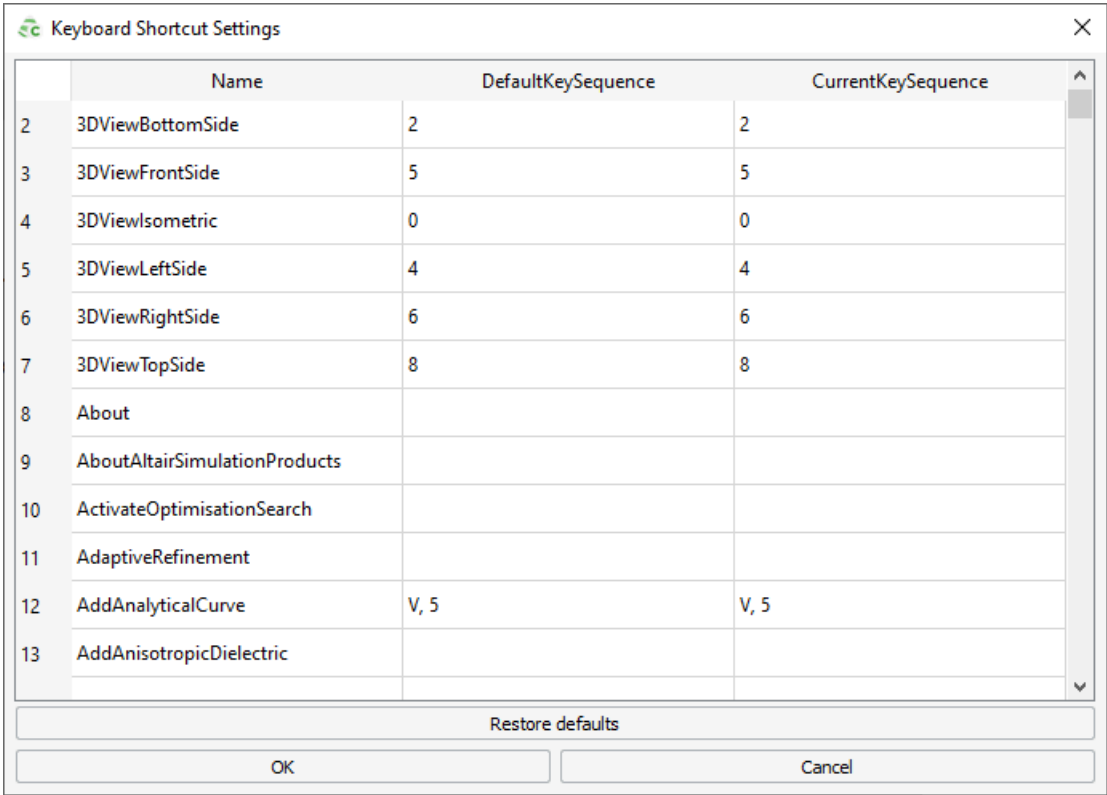 Keyboard Shortcut Settings
Name DefaultKeySequence CurrentKeySequence
2 3DViewBottomSide 2 2
3 3DViewFrontSide 5 5
4 3DViewIsometric 0 0
5 3DViewLeftSide 4 4
6 3DViewRightSide 6 6
7 3DViewTopSide 8 8
8 About
9 AboutAltairSimulationProducts
10 ActivateOptimisationSearch
11 AdaptiveRefinement
12 AddAnalyticalCurve V, 5 V, 5
13 AddAnisotropicDielectric
Restore defaults
OK Cancel